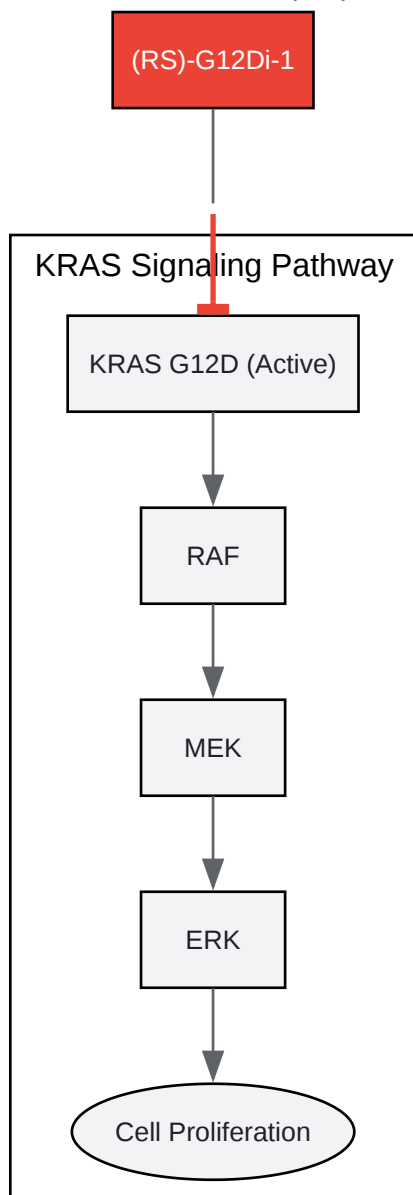 (RS)-G12Di-1
KRAS Signaling Pathway
KRAS G12D (Active)
RAF
MEK
ERK
Cell Proliferation